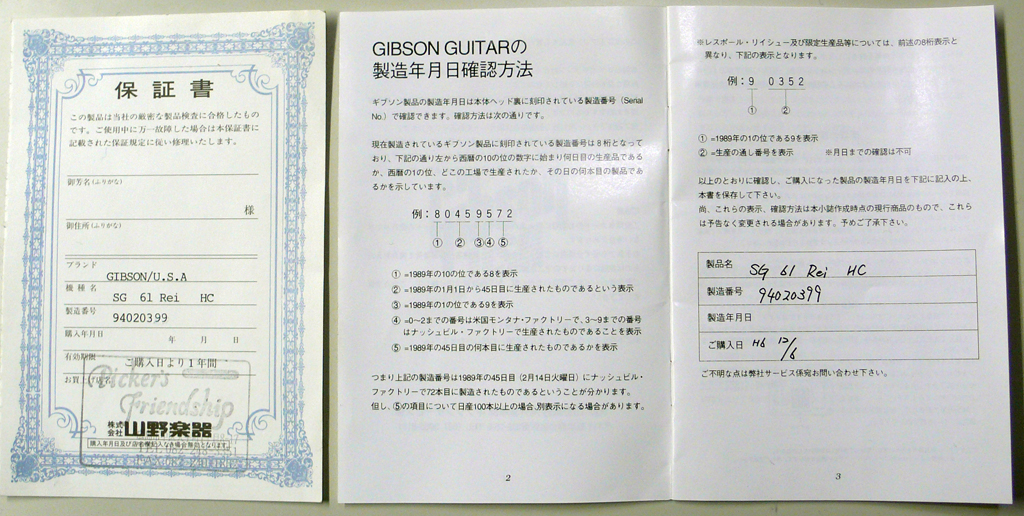 保証書
この製品は当社の厳密な製品検査に合格したもの
です。ご使用中に万一故障した場合は本保証書に
記載された保証規定に従い修理いたします。
御芳名(ふりがな)
様
御住所(ふりがな)
ブランド
GIBSON/U.S.A
機種名
SG 61 Rei HC
製造番号
94020399
購入年月日
年 月 日
有効期限
ご購入日より1年間
お買上げ店名
Picker's
Friendship
株式会社 山野楽器
購入年月日及び店名御記入なき場合無効となります。
GIBSON GUITARの
製造年月日確認方法
ギブソン製品の製造年月日は本体ヘッド裏に刻印されている製造番号(Serial
No.)で確認できます。確認方法は次の通りです。
現在製造されているギブソン製品に刻印されている製造番号は8桁となって
おり、下記の通り左から西暦の10の位の数字に始まり何日目の生産品である
か、西暦の1の位、どこの工場で生産されたか、その日の何本目の製品であ
るかを示しています。
例:80459572
① ② ③④⑤
①=1989年の10の位である8を表示
②=1989年の1月1日から45日目に生産されたものであるという表示
③=1989年の1の位である9を表示
④=0〜2までの番号は米国モンタナ・ファクトリーで、3〜9までの番号
はナッシュビル・ファクトリーで生産されたものであることを表示
⑤=1989年の45日目の何本目に生産されたものであるかを表示
つまり上記の製造番号は1989年の45日目(2月14日火曜日)にナッシュビル・
ファクトリーで72本目に製造されたものであるということが分かります。
但し、⑤の項目について日産100本以上の場合、別表示になる場合があります。
2
※レスポール・リイシュー及び限定生産品等については、前述の8桁表示と
異なり、下記の表示となります。
例:9 0352
① ②
①=1989年の1の位である9を表示
②=生産の通し番号を表示 ※月日までの確認は不可
以上のとおりに確認し、ご購入になった製品の製造年月日を下記に記入の上、
本書を保存して下さい。
尚、これらの表示、確認方法は本小誌作成時点の現行商品のもので、これら
は予告なく変更される場合があります。予めご了承下さい。
製品名 SG 61 Rei HC
製造番号 94020399
製造年月日
ご購入日 H6 12/6
ご不明な点は弊社サービス係宛お問い合わせ下さい。
3